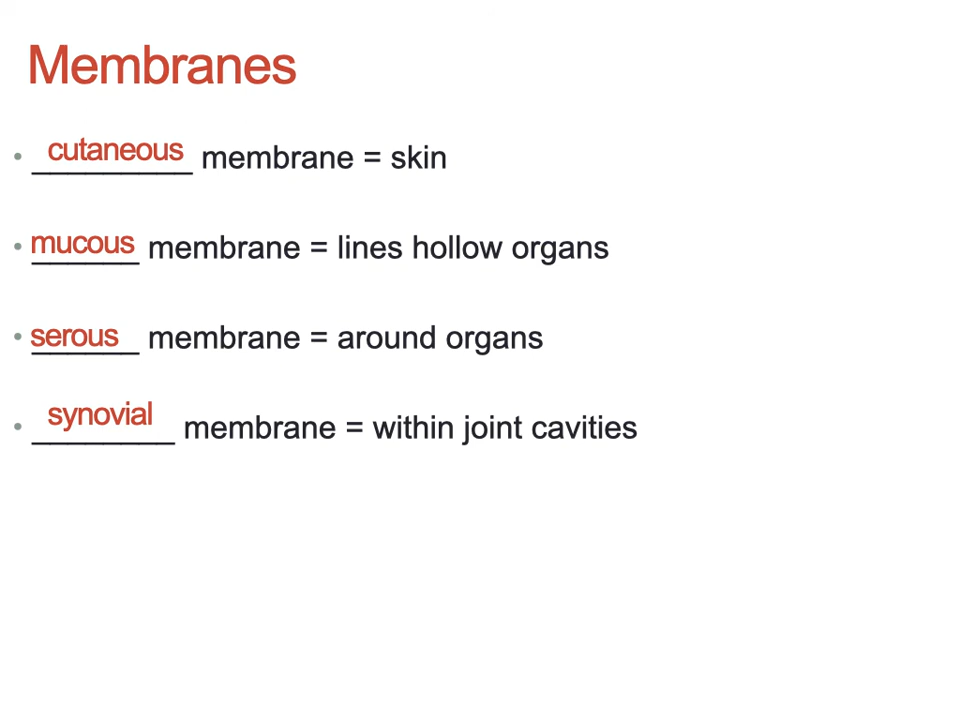 Membranes
• cutaneous membrane = skin
• mucous membrane = lines hollow organs
• serous membrane = around organs
• synovial membrane = within joint cavities